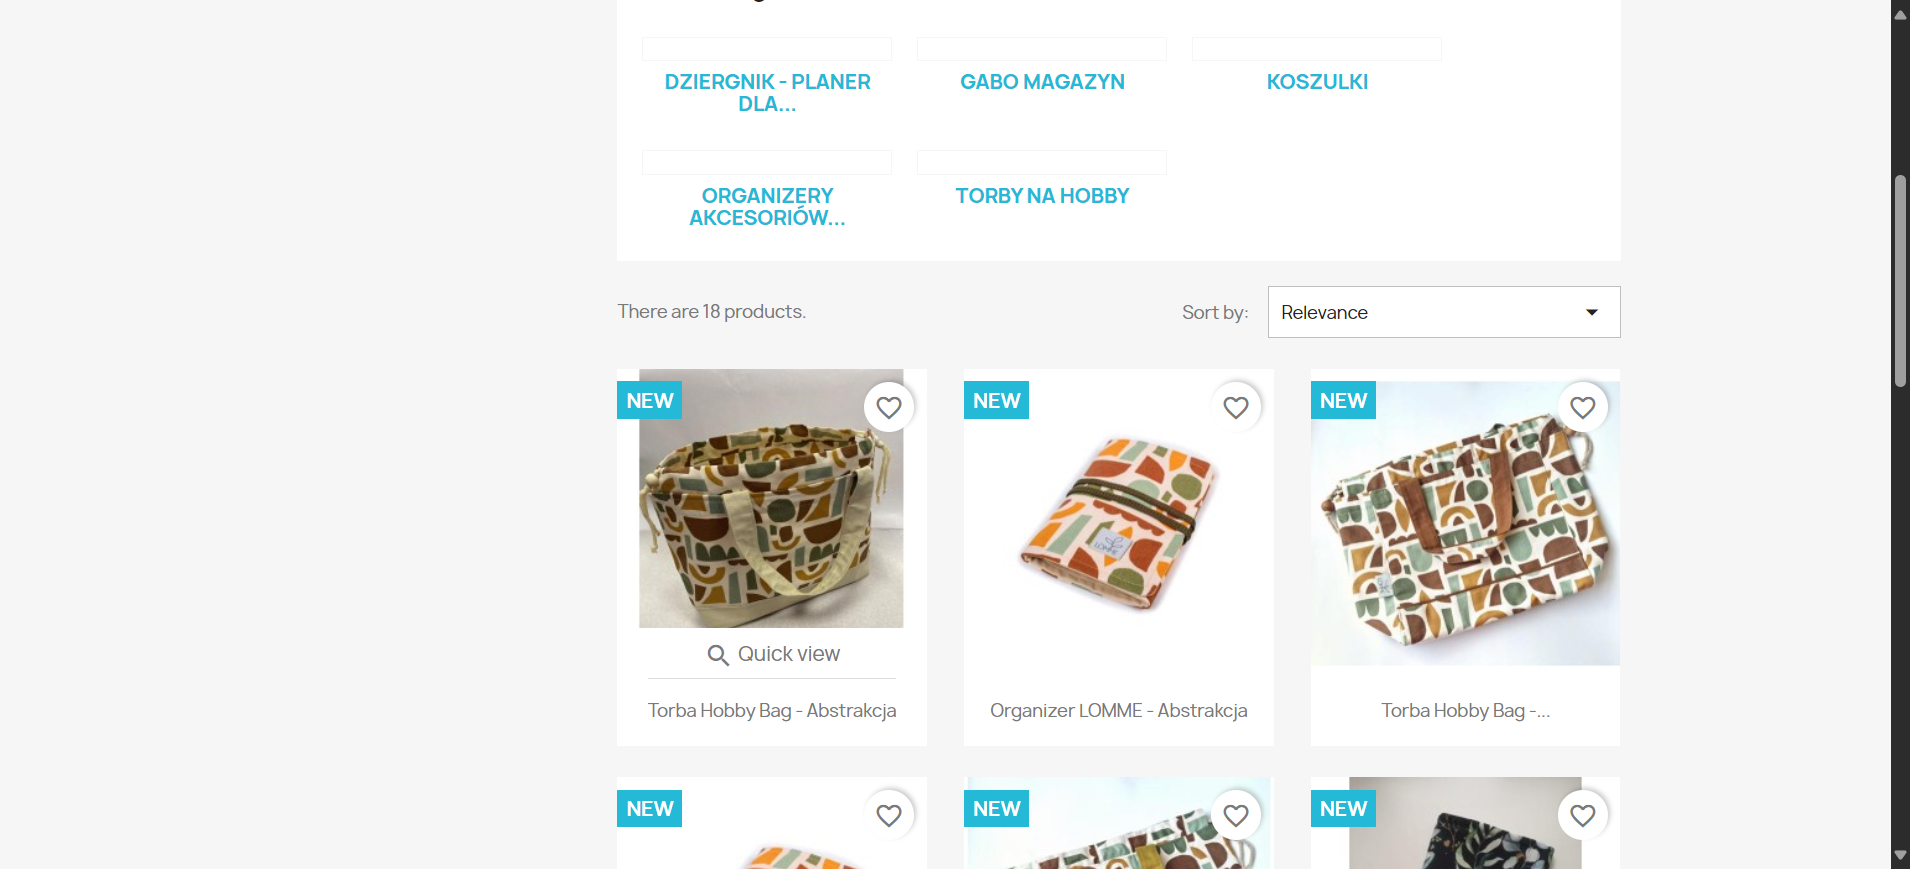 DZIERGNIK - PLANER
DLA...
GABO MAGAZYN
KOSZULKI
ORGANIZERY
AKCESORIÓW...
TORBY NA HOBBY
There are 18 products.
Sort by:
Relevance
NEW
NEW
NEW
LOMME
Quick view
Torba Hobby Bag - Abstrakcja
Organizer LOMME - Abstrakcja
Torba Hobby Bag -...
NEW
NEW
NEW